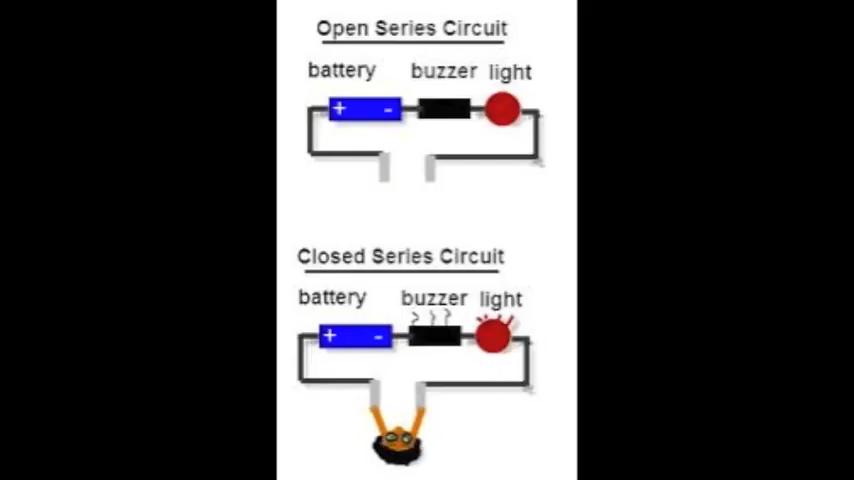 Open Series Circuit
battery buzzer light
+ -
Closed Series Circuit
battery buzzer light
+ -